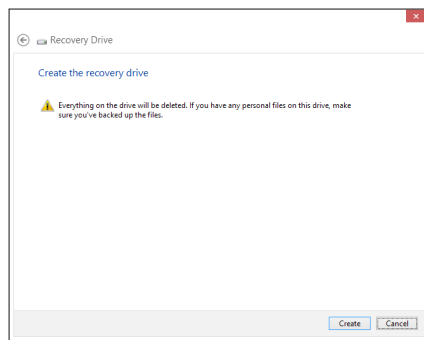 Recovery Drive
Create the recovery drive
Everything on the drive will be deleted. If you have any personal files on this drive, make
sure you've backed up the files.
Create Cancel